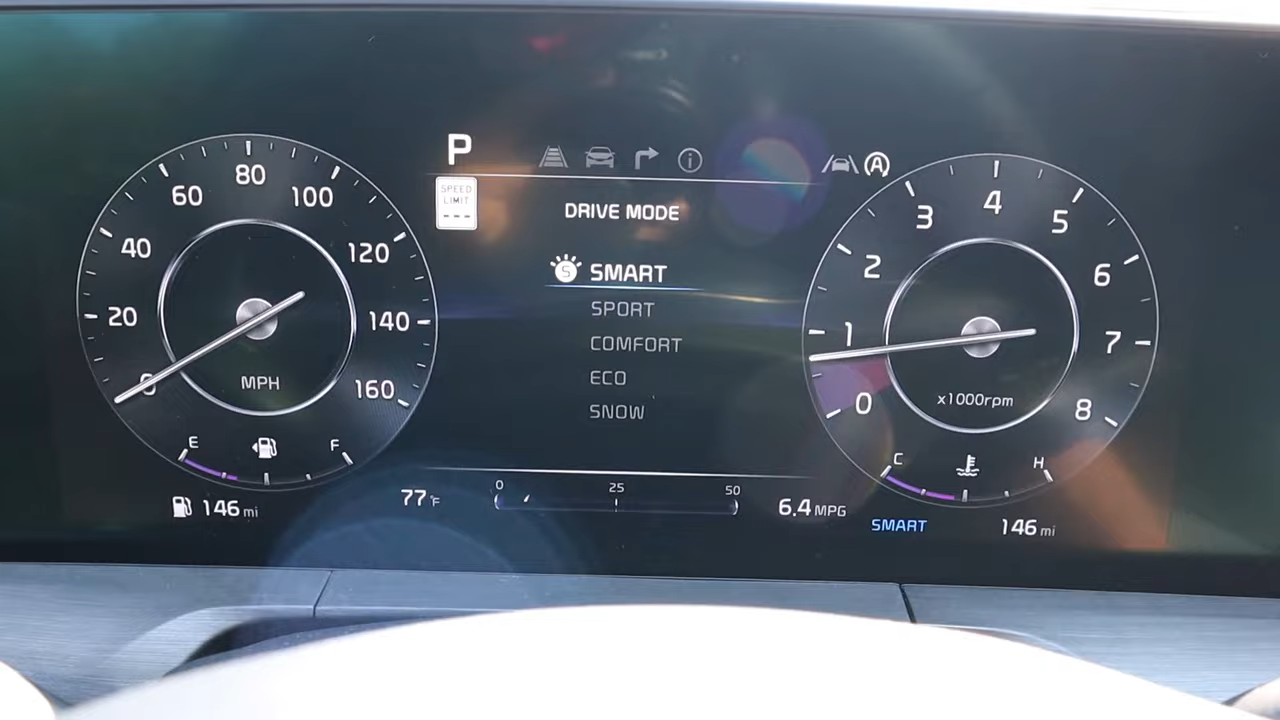 P
SPEED
LIMIT
---
DRIVE MODE
S SMART
SPORT
COMFORT
ECO
SNOW
0 20 40 60 80 100 120 140 160
MPH
E F
146 mi
77°F
0 25 50
6.4 MPG
A
0 1 2 3 4 5 6 7 8
x1000rpm
C H
SMART
146 mi